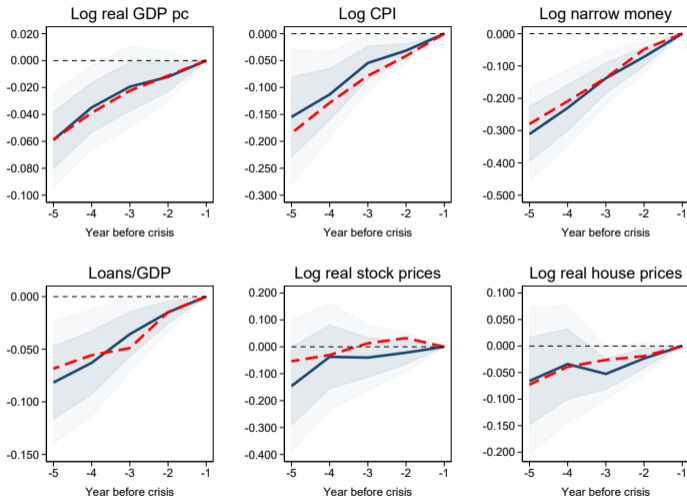 Log real GDP pc
0.020
0.000
-0.020
-0.040
-0.060
-0.080
-0.100
-5 -4 -3 -2 -1
Year before crisis
Log CPI
0.000
-0.050
-0.100
-0.150
-0.200
-0.250
-0.300
-5 -4 -3 -2 -1
Year before crisis
Log narrow money
0.000
-0.100
-0.200
-0.300
-0.400
-0.500
-5 -4 -3 -2 -1
Year before crisis
Loans/GDP
0.000
-0.050
-0.100
-0.150
-5 -4 -3 -2 -1
Year before crisis
Log real stock prices
0.200
0.100
0.000
-0.100
-0.200
-0.300
-0.400
-5 -4 -3 -2 -1
Year before crisis
Log real house prices
0.100
0.050
0.000
-0.050
-0.100
-0.150
-0.200
-5 -4 -3 -2 -1
Year before crisis